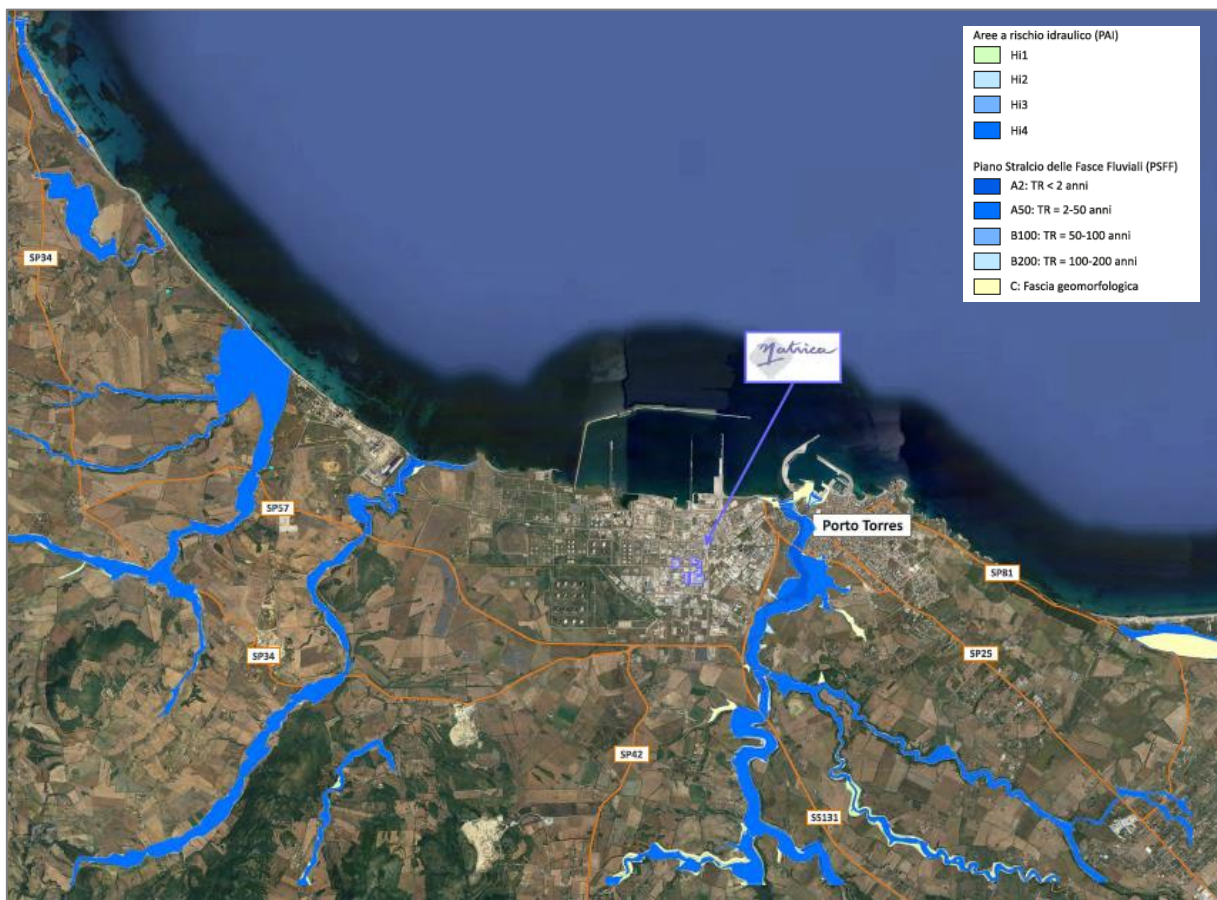 Aree a rischio idraulico (PAI)
Hi1
Hi2
Hi3
Hi4
Piano Stralcio delle Fasce Fluviali (PSFF)
A2: TR < 2 anni
A50: TR = 2-50 anni
B100: TR = 50-100 anni
B200: TR = 100-200 anni
C: Fascia geomorfologica
SP34
Matrica
SP57
Porto Torres
SP81
SP34
SP25
SP42
SS131